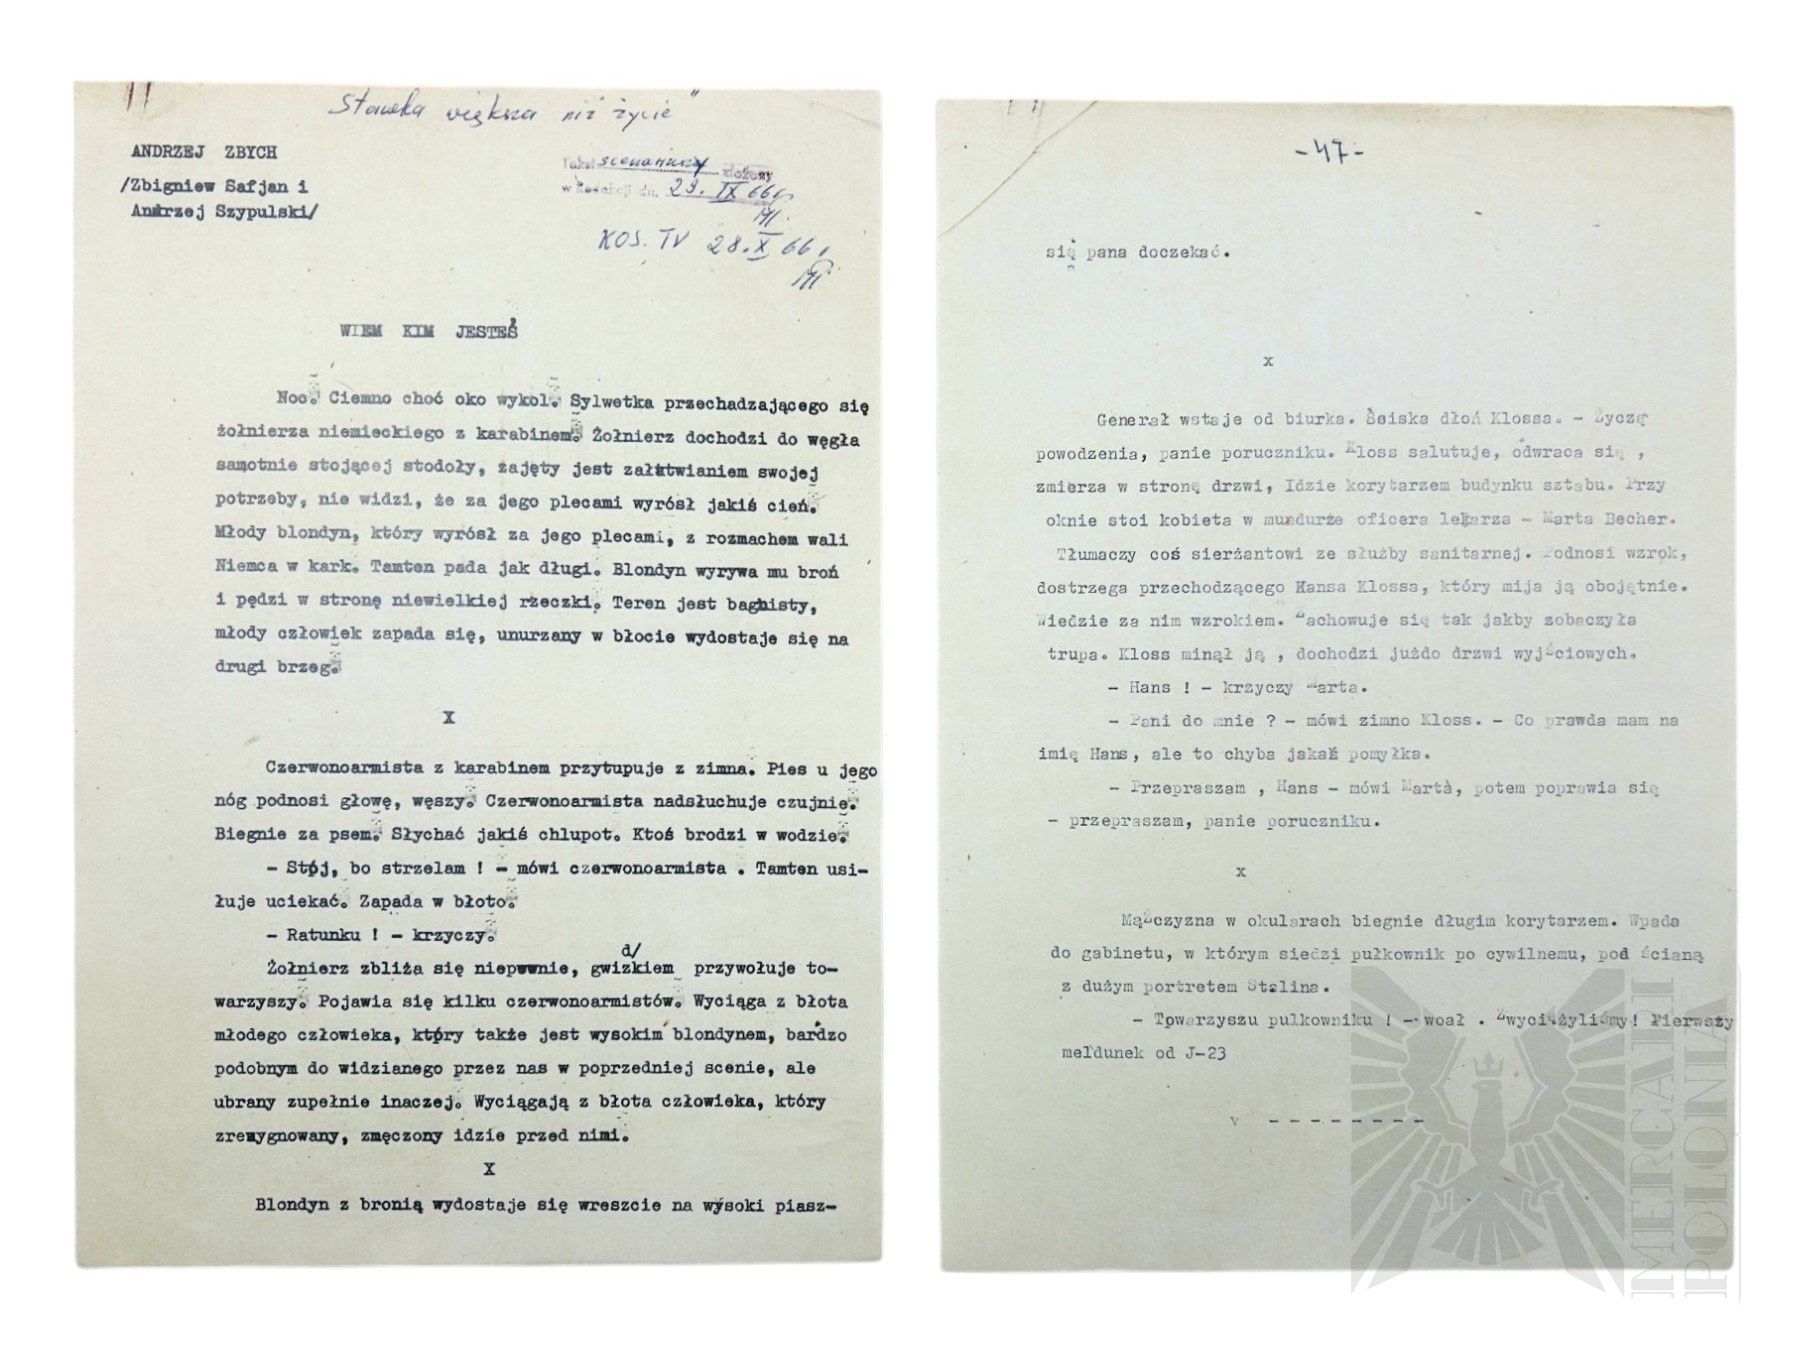 "Stawka większa niż życie"
ANDRZEJ ZBYCH
/Zbigniew Safjan i
Andrzej Szypulski/
scenariusz złożony
w Redakcji dn. 29. IX 66 r
KOS. TV 28. X 66 r
WIEM KIM JESTEŚ
Noc. Ciemno choć oko wykol. Sylwetka przechadzającego się
żołnierza niemieckiego z karabinem. Żołnierz dochodzi do węgła
samotnie stojącej stodoły, zajęty jest załatwianiem swojej
potrzeby, nie widzi, że za jego plecami wyrósł jakiś cień.
Młody blondyn, który wyrósł za jego plecami, z rozmachem wali
Niemca w kark. Tamten pada jak długi. Blondyn wyrywa mu broń
i pędzi w stronę niewielkiej rzeczki. Teren jest bagnisty,
młody człowiek zapada się, unurzany w błocie wydostaje się na
drugi brzeg.
X
Czerwonoarmista z karabinem przytupuje z zimna. Pies u jego
nóg podnosi głowę, węszy. Czerwonoarmista nadsłuchuje czujnie.
Biegnie za psem. Słychać jakiś chlupot. Ktoś brodzi w wodzie.
- Stój, bo strzelam ! - mówi czerwonoarmista . Tamten usi-
łuje uciekać. Zapada w błoto.
- Ratunku ! - krzyczy.
d/
Żołnierz zbliża się niepewnie, gwizkiem przywołuje to-
warzyszy. Pojawia się kilku czerwonoarmistów. Wyciąga z błota
młodego człowieka, który także jest wysokim blondynem, bardzo
podobnym do widzianego przez nas w poprzedniej scenie, ale
ubrany zupełnie inaczej. Wyciągają z błota człowieka, który
zrezygnowany, zmęczony idzie przed nimi.
X
Blondyn z bronią wydostaje się wreszcie na wysoki piasz-
-47-
się pana doczekać.
x
Generał wstaje od biurka. Ściska dłoń Klossa. - Życzę
powodzenia, panie poruczniku. Kloss salutuje, odwraca się ,
zmierza w stronę drzwi, Idzie korytarzem budynku sztabu. Przy
oknie stoi kobieta w mundurze oficera lekarza - Marta Becher.
Tłumaczy coś sierżantowi ze służby sanitarnej. Podnosi wzrok,
dostrzega przechodzącego Hansa Klossa, który mija ją obojętnie.
Wiedzie za nim wzrokiem. Zachowuje się tak jakby zobaczyła
trupa. Kloss minął ją , dochodzi jużdo drzwi wyjściowych.
- Hans ! - krzyczy Marta.
- Pani do mnie ? - mówi zimno Kloss. - Co prawda mam na
imię Hans, ale to chyba jakaś pomyłka.
- Przepraszam , Hans - mówi Marta, potem poprawia się
- przepraszam, panie poruczniku.
x
Mężczyzna w okularach biegnie długim korytarzem. Wpada
do gabinetu, w którym siedzi pułkownik po cywilnemu, pod ścianą
z dużym portretem Stalina.
- Towarzyszu pulkowniku ! - woał . Zwyciężyliśmy! Pierwszy
meldunek od J-23
v - - - - - - - - -
MERCARI
POLONIA